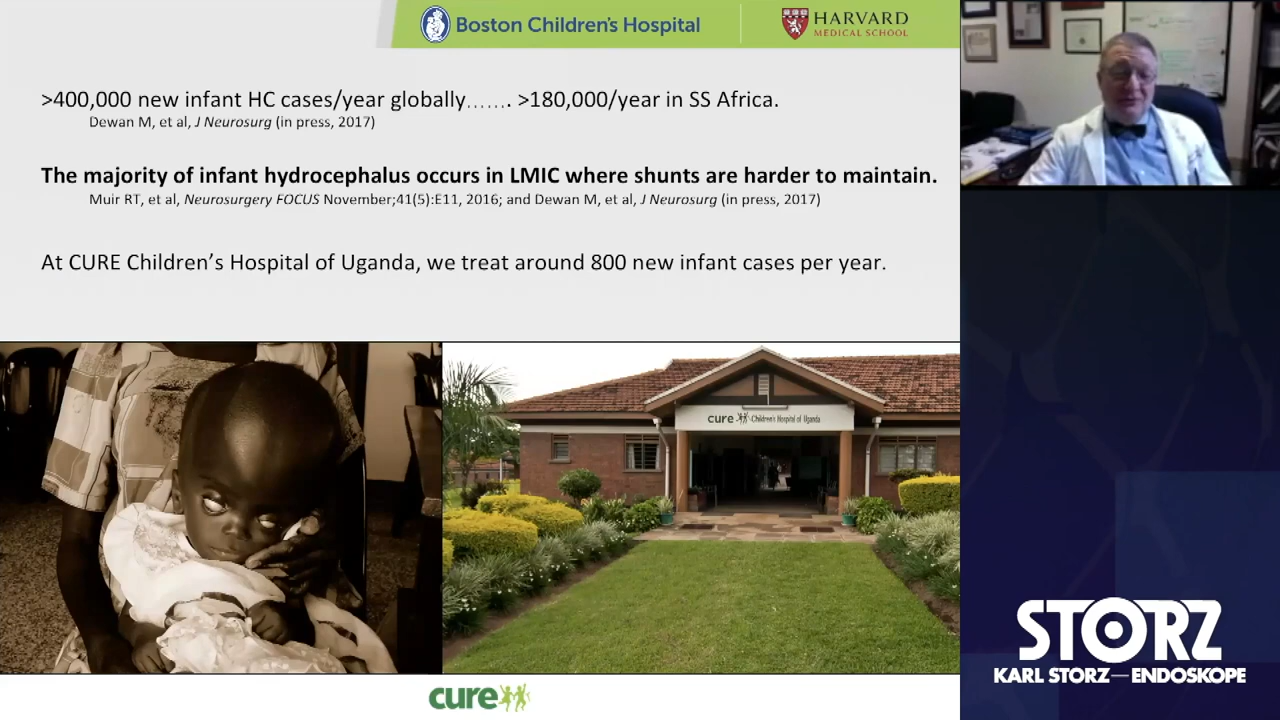 Boston Children's Hospital
HARVARD
MEDICAL SCHOOL
>400,000 new infant HC cases/year globally……. >180,000/year in SS Africa.
Dewan M, et al, J Neurosurg (in press, 2017)
The majority of infant hydrocephalus occurs in LMIC where shunts are harder to maintain.
Muir RT, et al, Neurosurgery FOCUS November;41(5):E11, 2016; and Dewan M, et al, J Neurosurg (in press, 2017)
At CURE Children’s Hospital of Uganda, we treat around 800 new infant cases per year.
cure Children's Hospital of Uganda
cure
STORZ
KARL STORZ—ENDOSKOPE